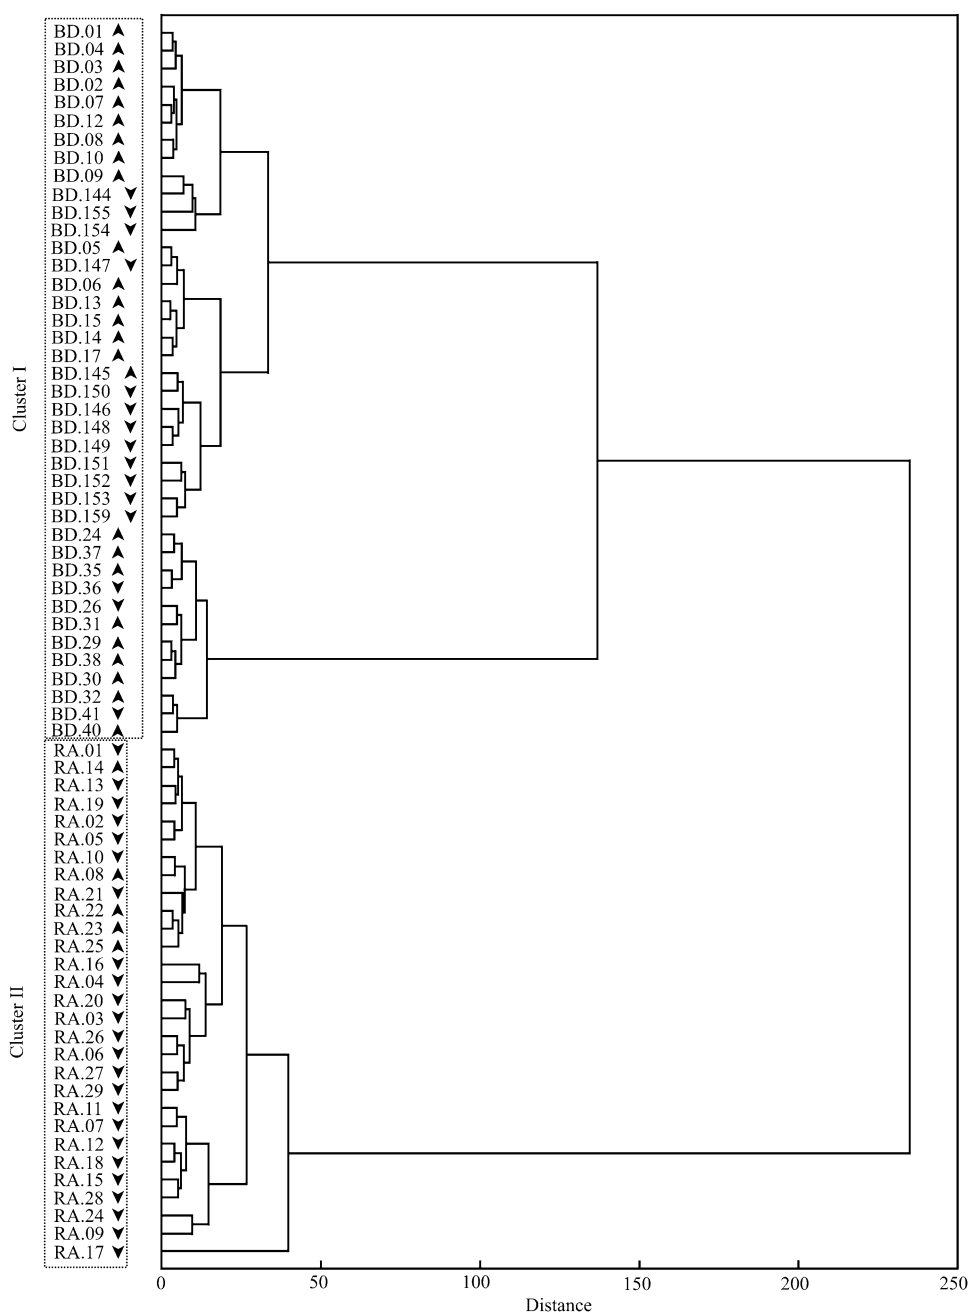 BD.01
BD.04
BD.03
BD.02
BD.07
BD.12
BD.08
BD.10
BD.09
BD.144
BD.155
BD.154
BD.05
BD.147
BD.06
BD.13
BD.15
BD.14
BD.17
BD.145
BD.150
BD.146
BD.148
BD.149
BD.151
BD.152
BD.153
BD.159
BD.24
BD.37
BD.35
BD.36
BD.26
BD.31
BD.29
BD.38
BD.30
BD.32
BD.41
BD.40
Cluster I
RA.01
RA.14
RA.13
RA.19
RA.02
RA.05
RA.10
RA.08
RA.21
RA.22
RA.23
RA.25
RA.16
RA.04
RA.20
RA.03
RA.26
RA.06
RA.27
RA.29
RA.11
RA.07
RA.12
RA.18
RA.15
RA.28
RA.24
RA.09
RA.17
Cluster II
0 50 100 150 200 250
Distance